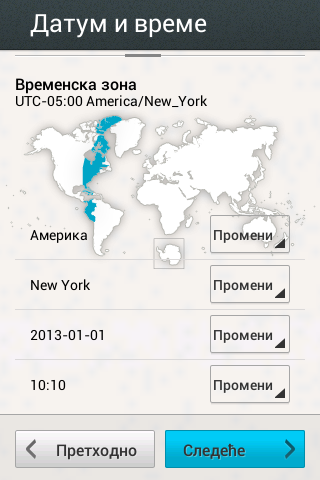 Датум и време
Временска зона
UTC-05:00 America/New_York
Америка
Промени
New York
Промени
2013-01-01
Промени
10:10
Промени
Претходно
Следеће